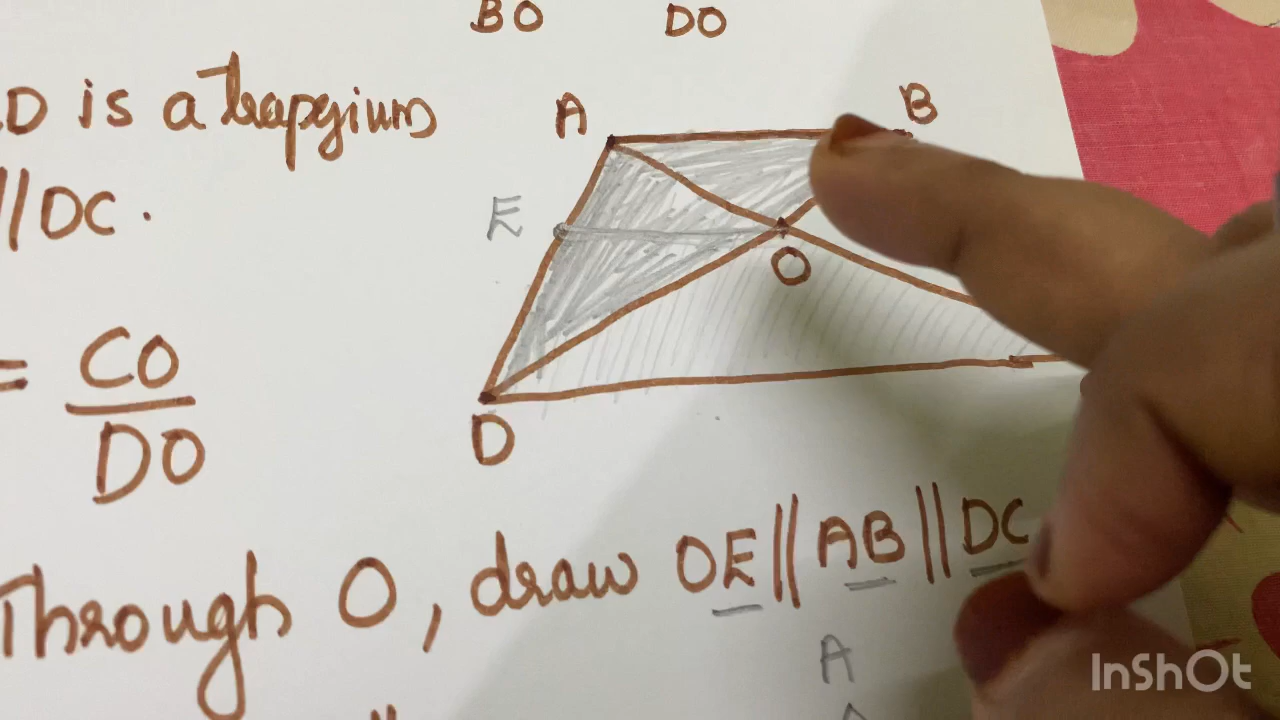 BO DO
D is a trapezium
A B
// DC.
E
O
= CO
DO
D
Through O, draw OE || AB || DC
A
InShOt